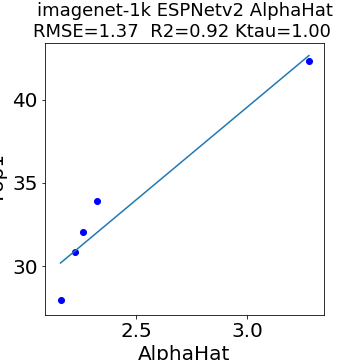 imagenet-1k ESPNetv2 AlphaHat
RMSE=1.37 R2=0.92 Ktau=1.00
40
35
30
2.5 3.0
AlphaHat